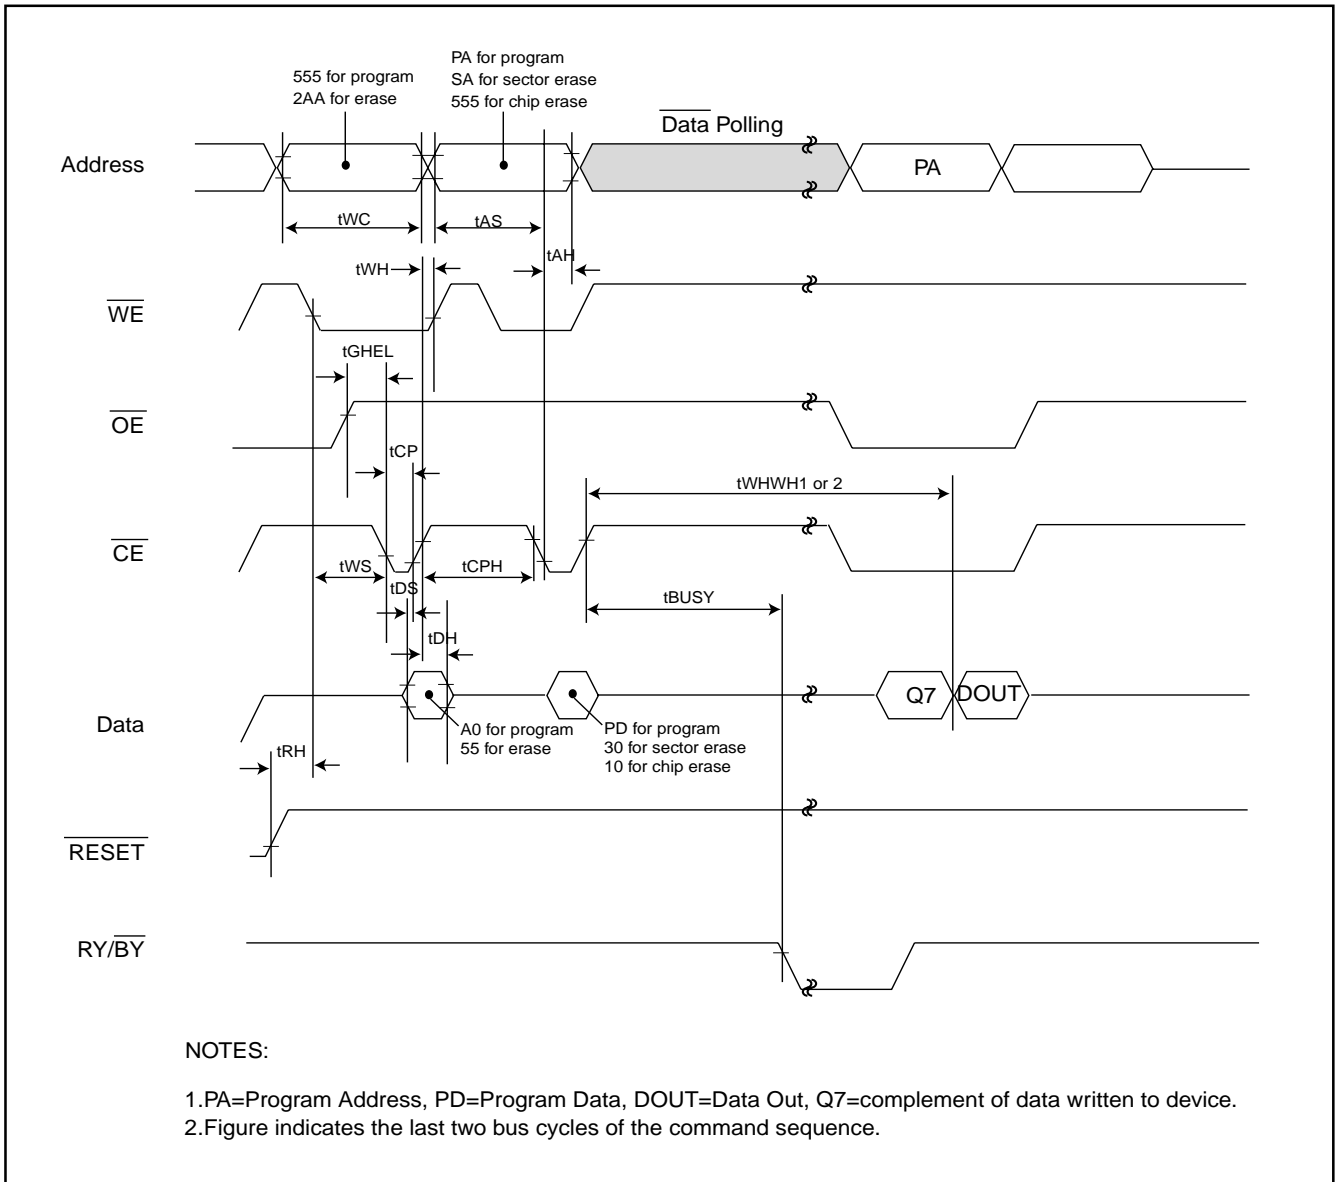 555 for program
2AA for erase
PA for program
SA for sector erase
555 for chip erase
Data Polling
Address
PA
tWC
tAS
tAH
tWH
WE
tGHEL
OE
tCP
tWHWH1 or 2
CE
tWS
tCPH
tDS
tBUSY
tDH
Q7
DOUT
Data
A0 for program
55 for erase
PD for program
30 for sector erase
10 for chip erase
tRH
RESET
RY/BY
NOTES:
1.PA=Program Address, PD=Program Data, DOUT=Data Out, Q7=complement of data written to device.
2.Figure indicates the last two bus cycles of the command sequence.